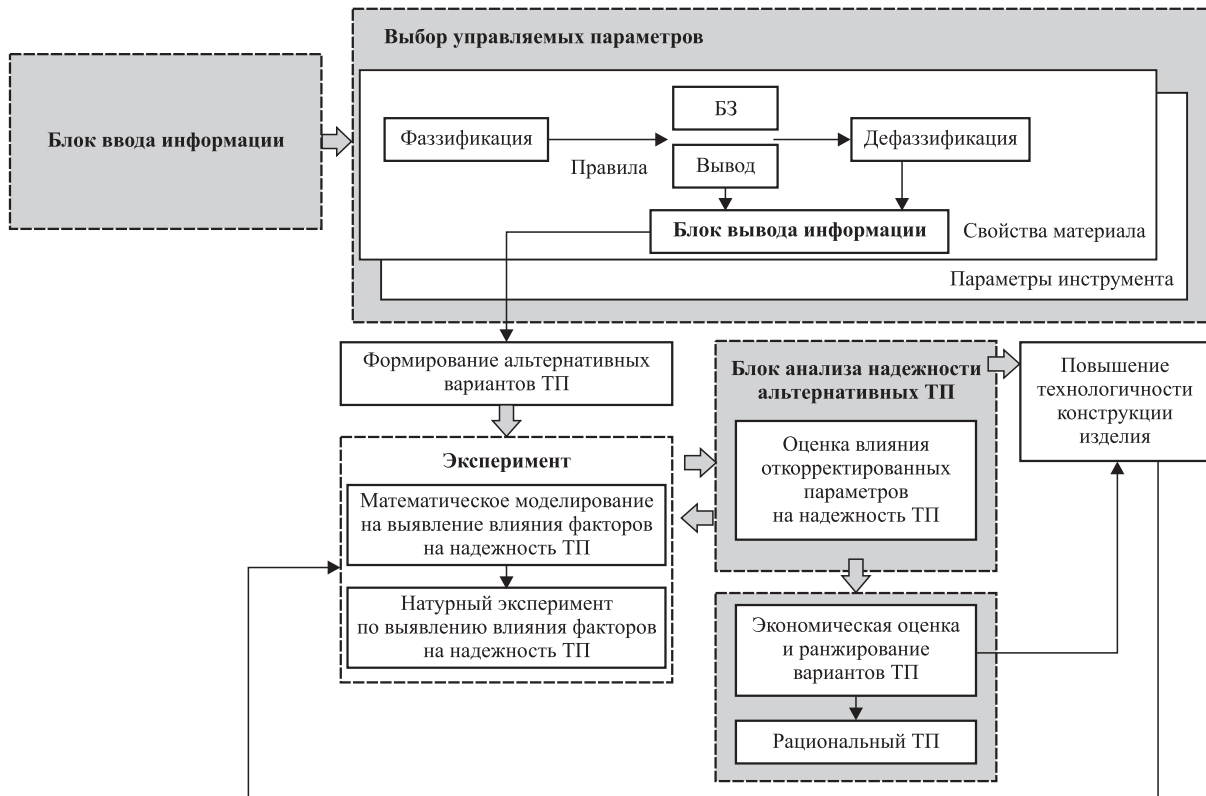 Выбор управляемых параметров
Блок ввода информации
БЗ
Фаззификация
Дефаззификация
Правила
Вывод
Блок вывода информации
Свойства материала
Параметры инструмента
Формирование альтернативных
вариантов ТП
Блок анализа надежности
альтернативных ТП
Повышение
технологичности
конструкции
изделия
Эксперимент
Оценка влияния
откорректированных
параметров
на надежность ТП
Математическое моделирование
на выявление влияния факторов
на надежность ТП
Натурный эксперимент
по выявлению влияния факторов
на надежность ТП
Экономическая оценка
и ранжирование
вариантов ТП
Рациональный ТП